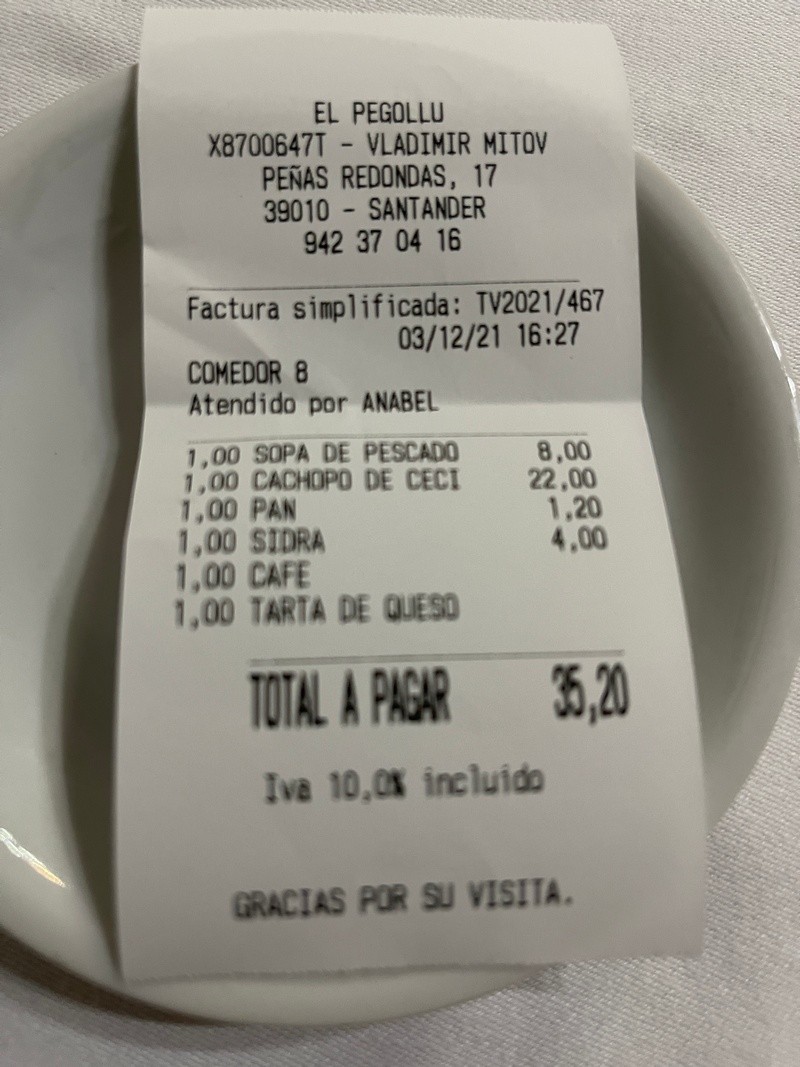 EL PEGOLLU
X8700647T - VLADIMIR MITOV
PEÑAS REDONDAS, 17
39010 - SANTANDER
942 37 04 16
Factura simplificada: TV2021/467
03/12/21 16:27
COMEDOR 8
Atendido por ANABEL
1,00 SOPA DE PESCADO 8,00
1,00 CACHOPO DE CECI 22,00
1,00 PAN 1,20
1,00 SIDRA 4,00
1,00 CAFE
1,00 TARTA DE QUESO
TOTAL A PAGAR 35,20
Iva 10,0% incluido
GRACIAS POR SU VISITA.